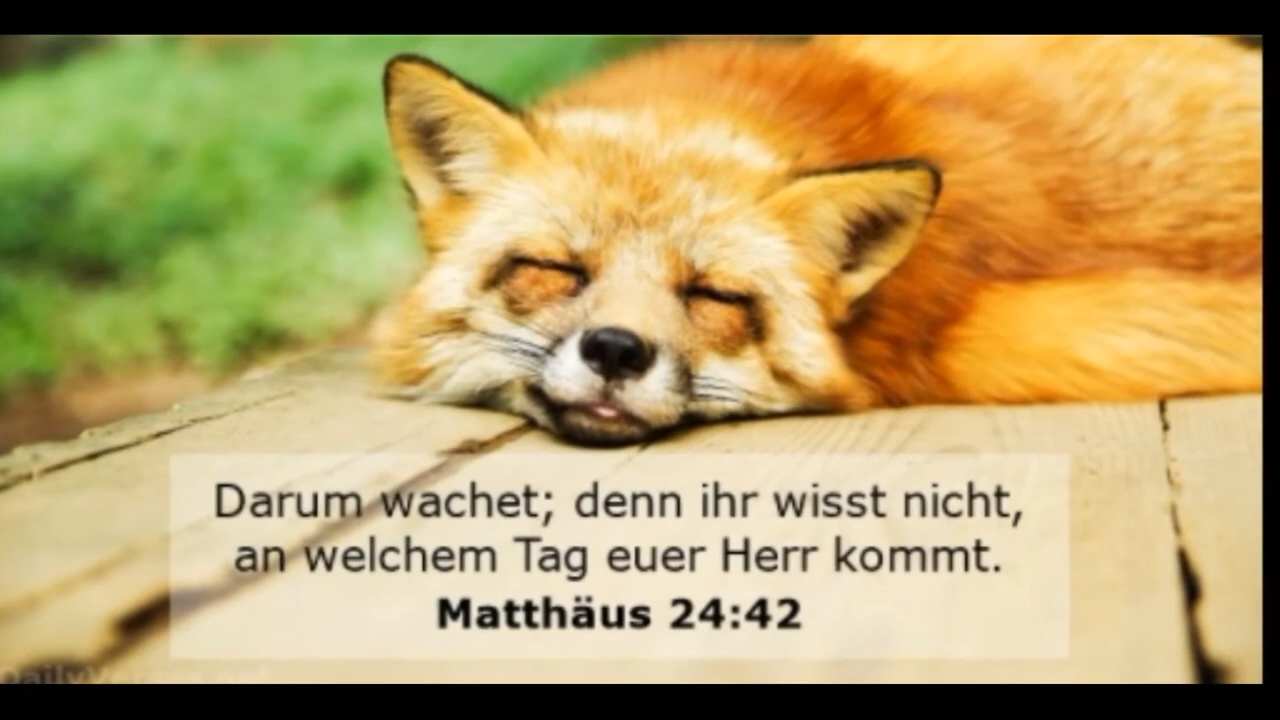 Darum wachet; denn ihr wisst nicht,
an welchem Tag euer Herr kommt.
Matthäus 24:42